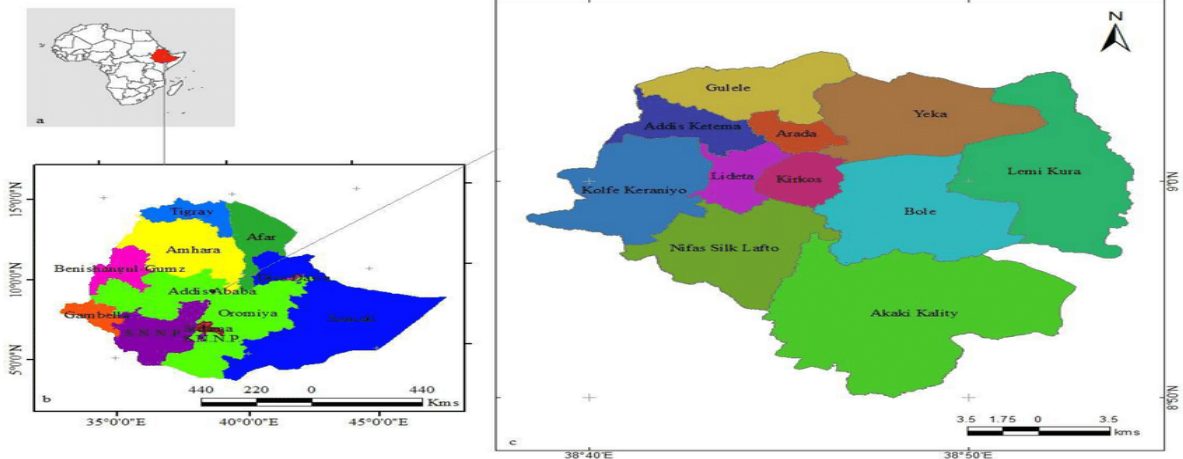 a
Tigray
Afar
Amhara
Benishangul Gumz
Addis Ababa
Gambella
Oromiya
Somali
S.N.N.P
15°0'0"N
10°0'0"N
5°0'0"N
440 220 0 440
Kms
b
35°0'0"E 40°0'0"E 45°0'0"E
N
Gulele
Yeka
Addis Ketema
Arada
Lemi Kura
Lideta
Kirkos
Kolfe Keraniyo
Bole
Nifas Silk Lafto
Akaki Kality
3.5 1.75 0 3.5
kms
c
38°40'E 38°50'E